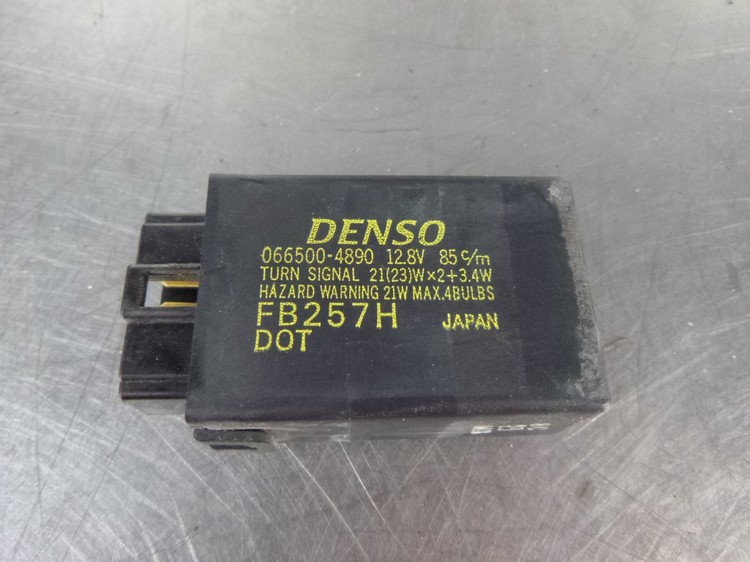 DENSO
066500-4890 12.8V 85 c/m
TURN SIGNAL 21(23)W×2+3.4W
HAZARD WARNING 21W MAX.4BULBS
FB257H JAPAN
DOT